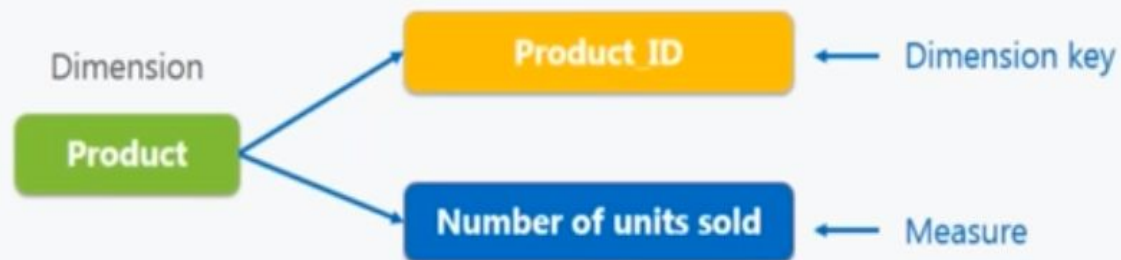 Dimension
Product
Product_ID
Dimension key
Number of units sold
Measure